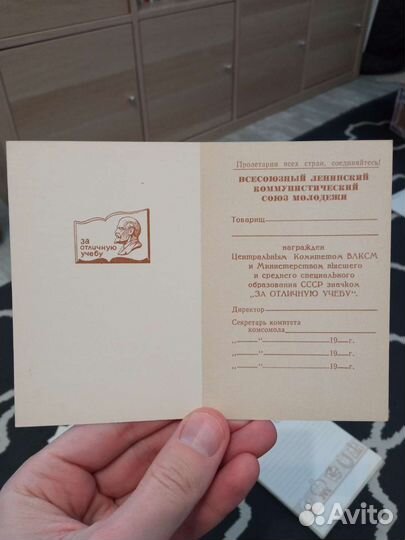 за
отличную
учебу
Пролетарии всех стран, соединяйтесь!
ВСЕСОЮЗНЫЙ ЛЕНИНСКИЙ
КОММУНИСТИЧЕСКИЙ
СОЮЗ МОЛОДЕЖИ
Товарищ
награжден
Центральным Комитетом ВЛКСМ
и Министерством высшего
и среднего специального
образования СССР значком
„ЗА ОТЛИЧНУЮ УЧЕБУ“.
Директор
Секретарь комитета
комсомола
„ “ 19 г.
„ “ 19 г.
„ “ 19 г.
Avito